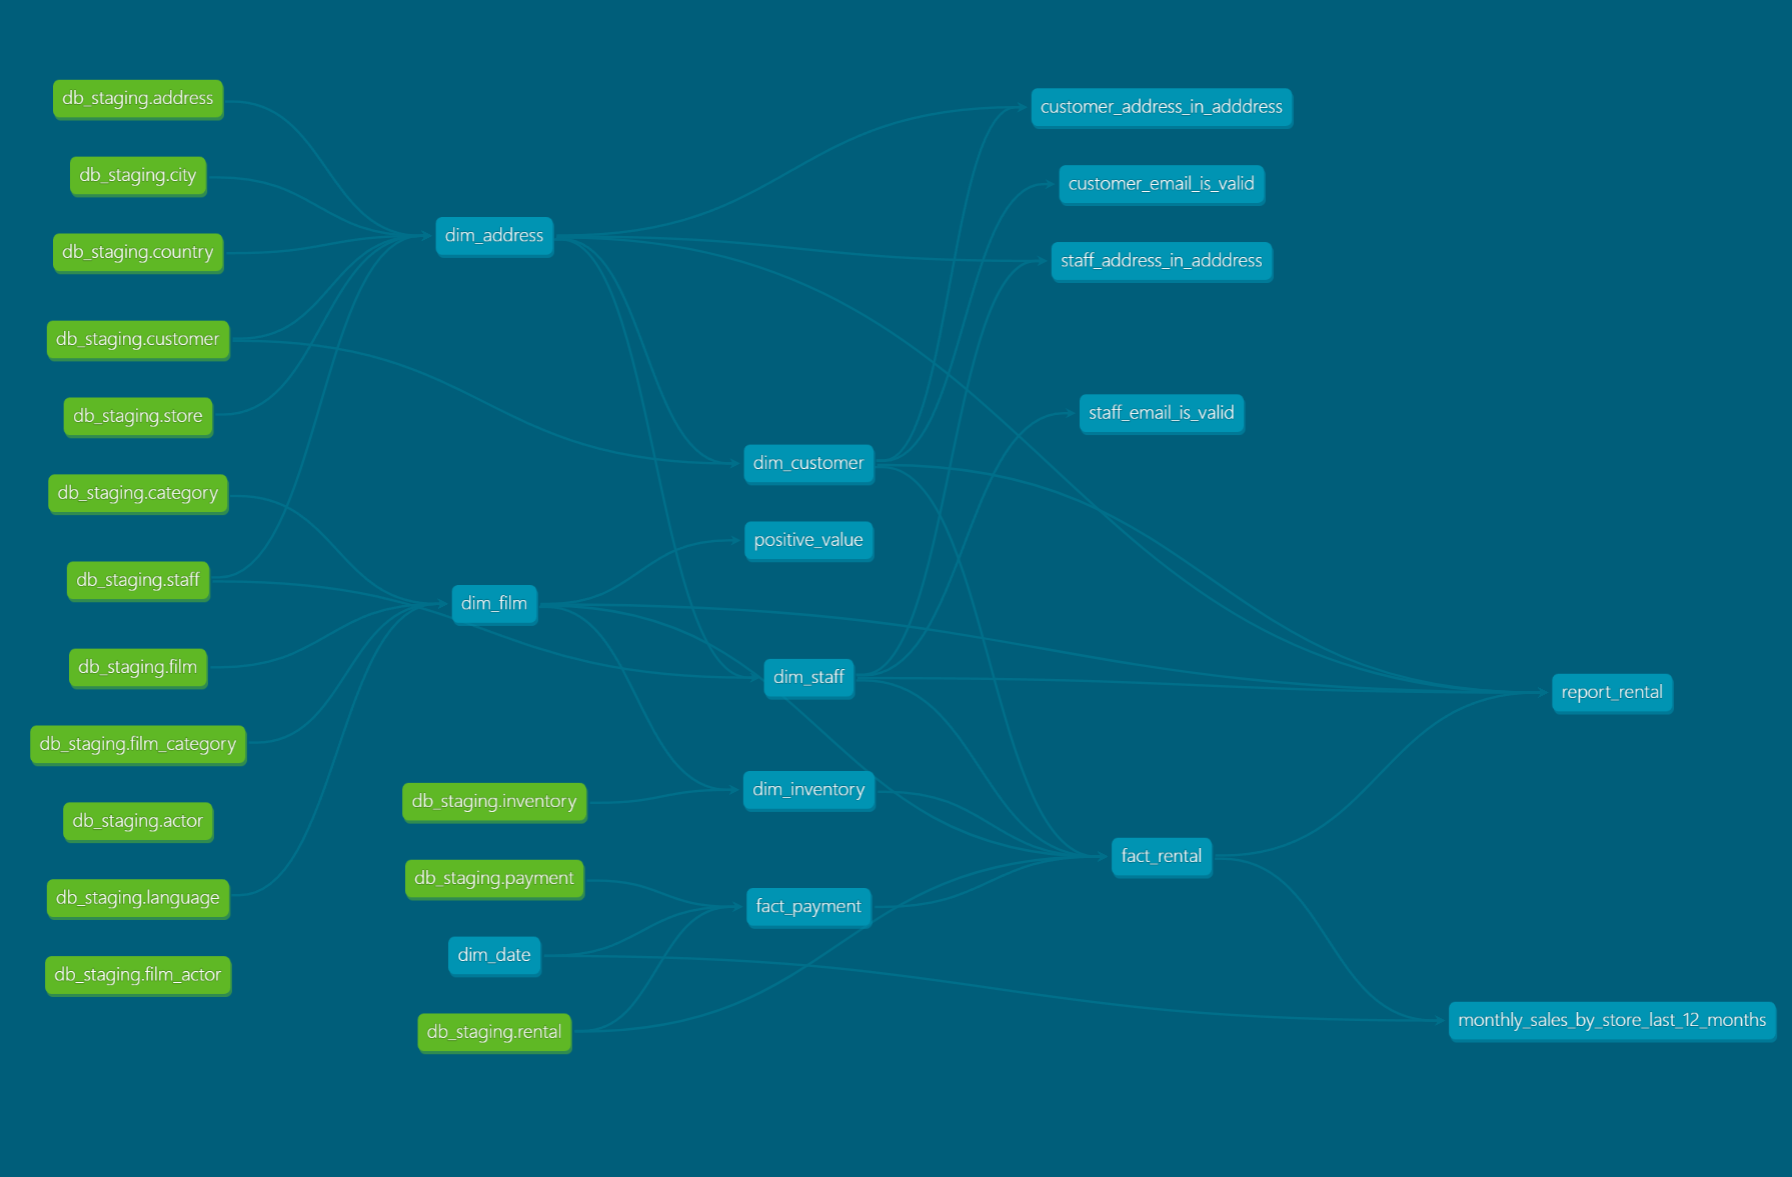 db_staging.address
db_staging.city
db_staging.country
db_staging.customer
db_staging.store
db_staging.category
db_staging.staff
db_staging.film
db_staging.film_category
db_staging.actor
db_staging.language
db_staging.film_actor
dim_address
dim_film
db_staging.inventory
db_staging.payment
dim_date
db_staging.rental
dim_customer
positive_value
dim_staff
dim_inventory
fact_payment
customer_address_in_adddress
customer_email_is_valid
staff_address_in_adddress
staff_email_is_valid
fact_rental
report_rental
monthly_sales_by_store_last_12_months